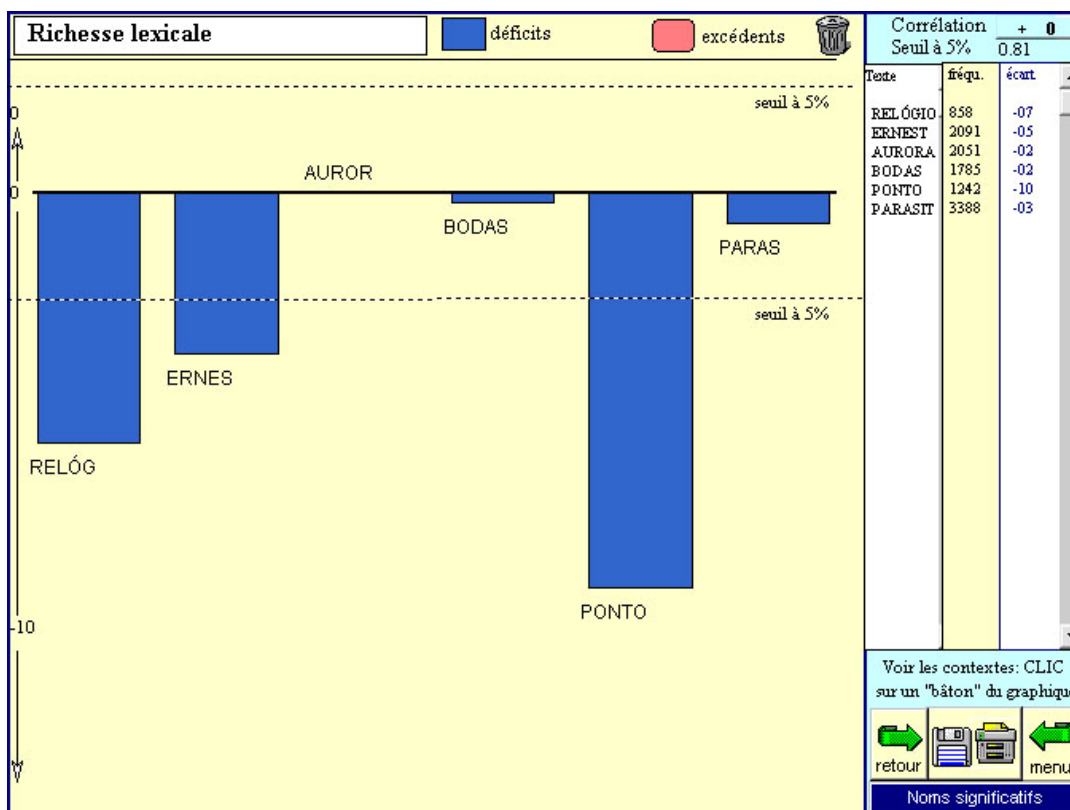 Richesse lexicale
déficits
excédents
Corrélation + 0
Seuil à 5% 0.81
seuil à 5%
0
0
AUROR
BODAS
PARAS
seuil à 5%
ERNES
RELÓG
PONTO
-10
Texte fréqu. écart
RELÓGIO 858 -07
ERNEST 2091 -05
AURORA 2051 -02
BODAS 1785 -02
PONTO 1242 -10
PARASIT 3388 -03
Voir les contextes: CLIC
sur un "bâton" du graphique
retour
menu
Noms significatifs